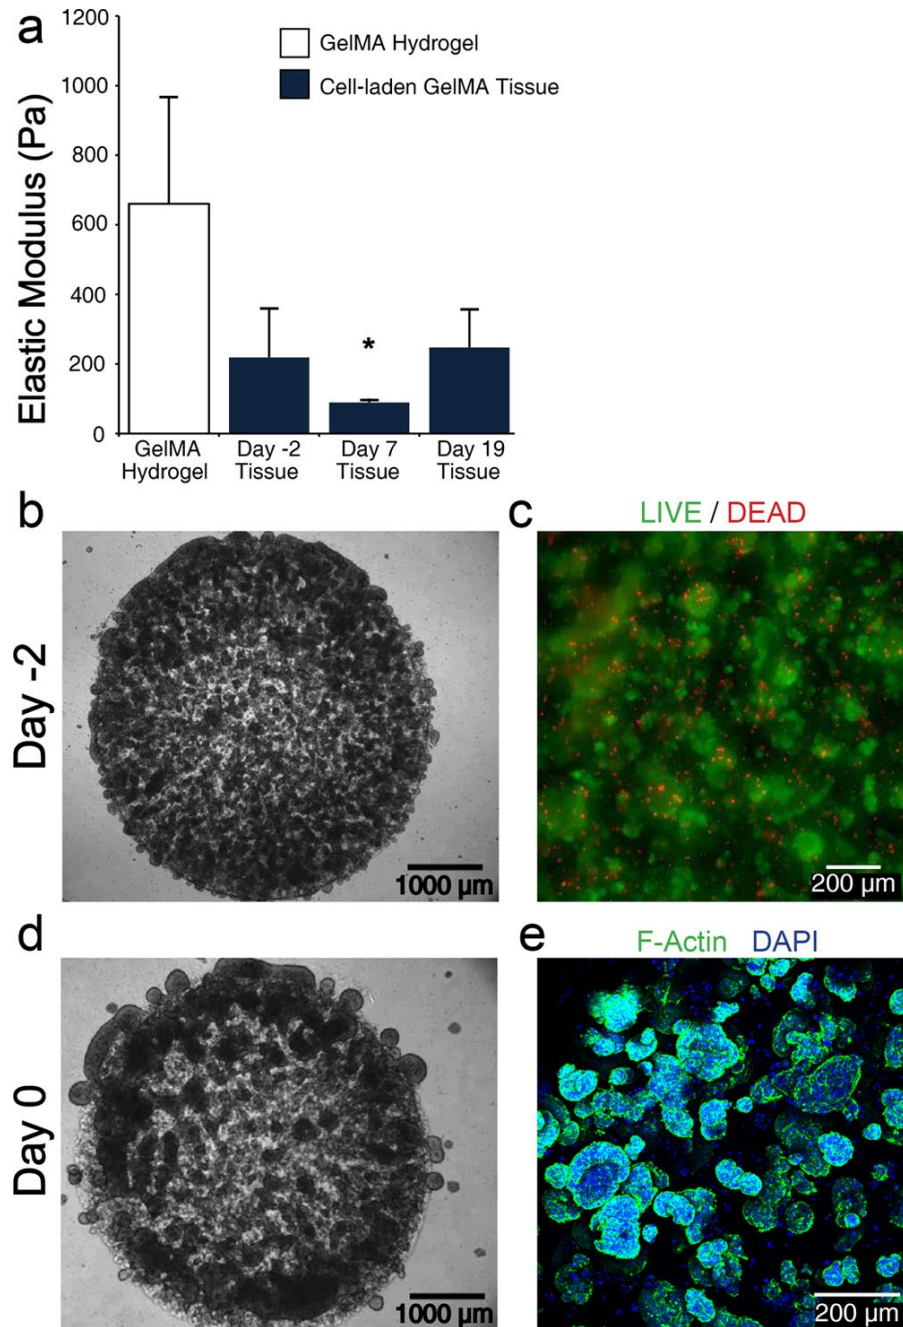 a
1200
1000
800
600
400
200
0
Elastic Modulus (Pa)
GelMA Hydrogel
Cell-laden GelMA Tissue
*
GelMA
Hydrogel
Day -2
Tissue
Day 7
Tissue
Day 19
Tissue
b
Day -2
1000 µm
c
LIVE / DEAD
200 µm
d
Day 0
1000 µm
e
F-Actin DAPI
200 µm